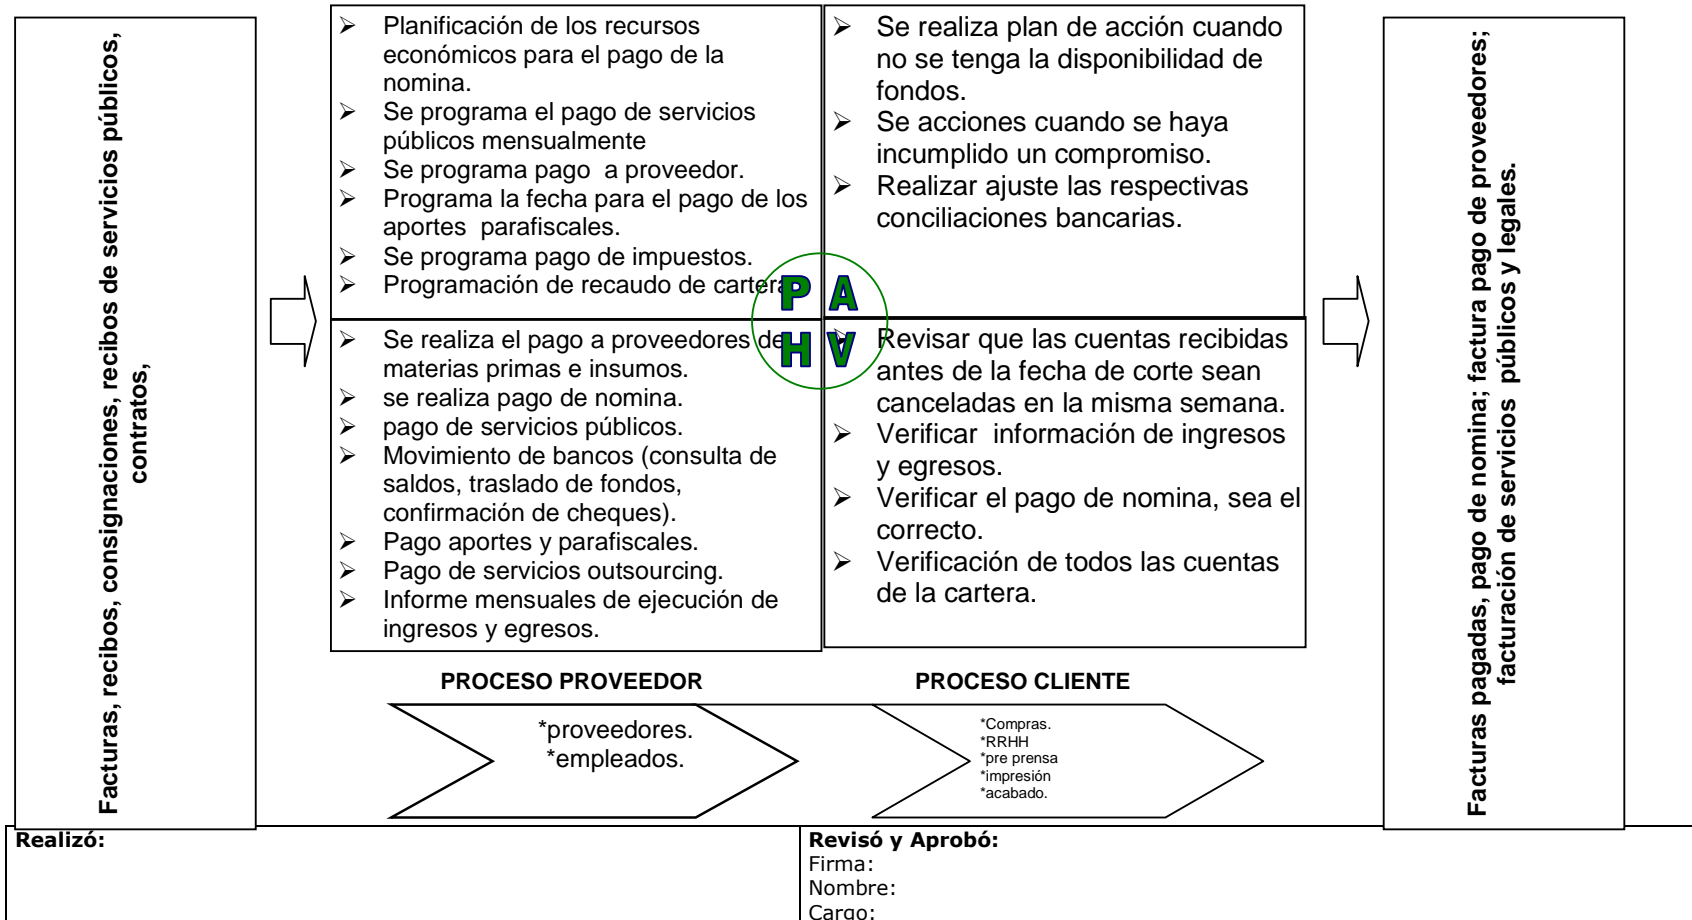 Facturas, recibos, consignaciones, recibos de servicios públicos,
contratos,
➢ Planificación de los recursos
económicos para el pago de la
nomina.
➢ Se programa el pago de servicios
públicos mensualmente
➢ Se programa pago  a proveedor.
➢ Programa la fecha para el pago de los
aportes  parafiscales.
➢ Se programa pago de impuestos.
➢ Programación de recaudo de cartera
➢ Se realiza plan de acción cuando
no se tenga la disponibilidad de
fondos.
➢ Se acciones cuando se haya
incumplido un compromiso.
➢ Realizar ajuste las respectivas
conciliaciones bancarias.
P A
H V
➢ Se realiza el pago a proveedores de
materias primas e insumos.
➢ se realiza pago de nomina.
➢ pago de servicios públicos.
➢ Movimiento de bancos (consulta de
saldos, traslado de fondos,
confirmación de cheques).
➢ Pago aportes y parafiscales.
➢ Pago de servicios outsourcing.
➢ Informe mensuales de ejecución de
ingresos y egresos.
➢ Revisar que las cuentas recibidas
antes de la fecha de corte sean
canceladas en la misma semana.
➢ Verificar  información de ingresos
y egresos.
➢ Verificar el pago de nomina, sea el
correcto.
➢ Verificación de todos las cuentas
de la cartera.
Facturas pagadas, pago de nomina; factura pago de proveedores;
facturación de servicios  públicos y legales.
PROCESO PROVEEDOR
*proveedores.
*empleados.
PROCESO CLIENTE
*Compras.
*RRHH
*pre prensa
*impresión
*acabado.
Realizó:
Revisó y Aprobó:
Firma:
Nombre:
Cargo: